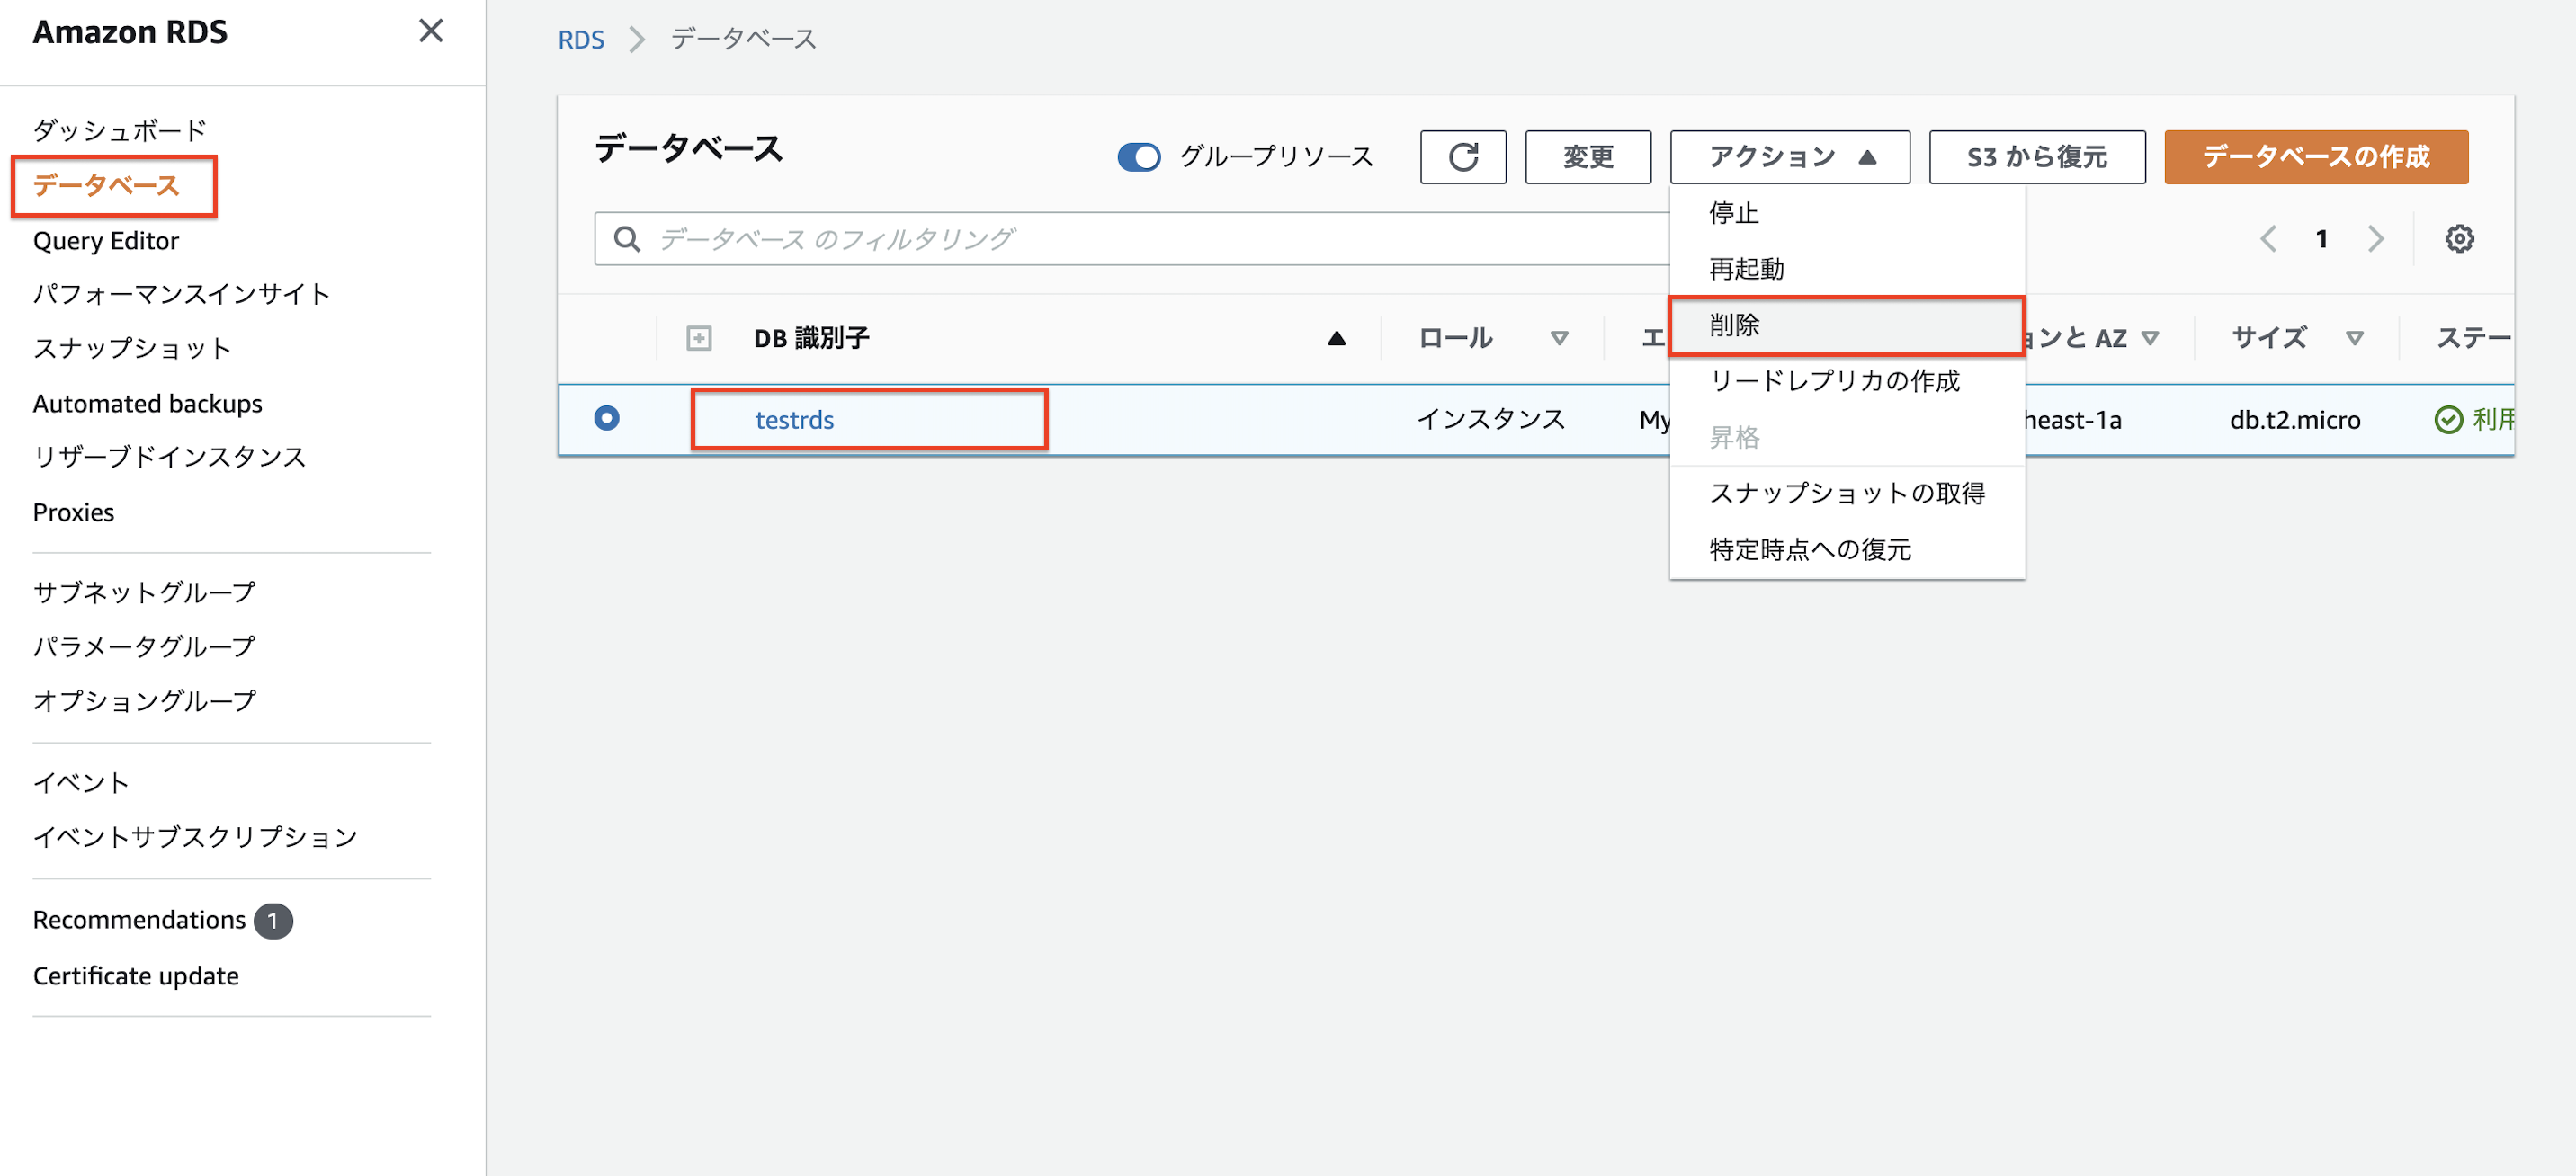 Amazon RDS
ダッシュボード
データベース
Query Editor
パフォーマンスインサイト
スナップショット
Automated backups
リザーブドインスタンス
Proxies
サブネットグループ
パラメータグループ
オプショングループ
イベント
イベントサブスクリプション
Recommendations 1
Certificate update
RDS データベース
データベース グループリソース 変更 アクション S3 から復元 データベースの作成
データベース のフィルタリング 1
停止
再起動
削除
リードレプリカの作成
昇格
スナップショットの取得
特定時点への復元
DB 識別子 ロール エ ョンと AZ サイズ ステー
testrds インスタンス My heast-1a db.t2.micro 利用